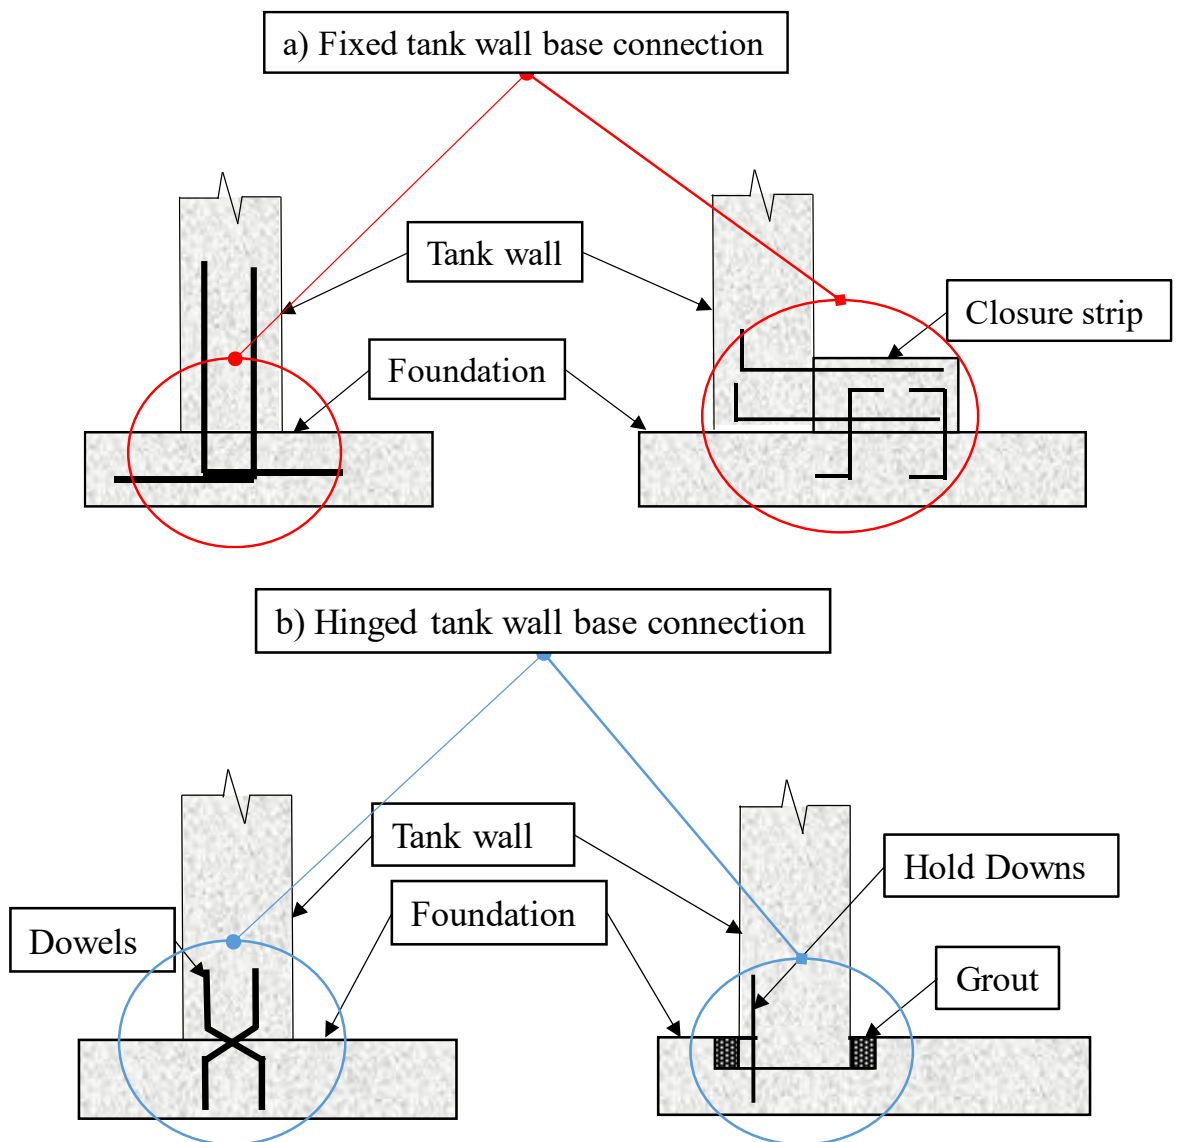 a) Fixed tank wall base connection
Tank wall
Closure strip
Foundation
b) Hinged tank wall base connection
Tank wall
Hold Downs
Foundation
Dowels
Grout